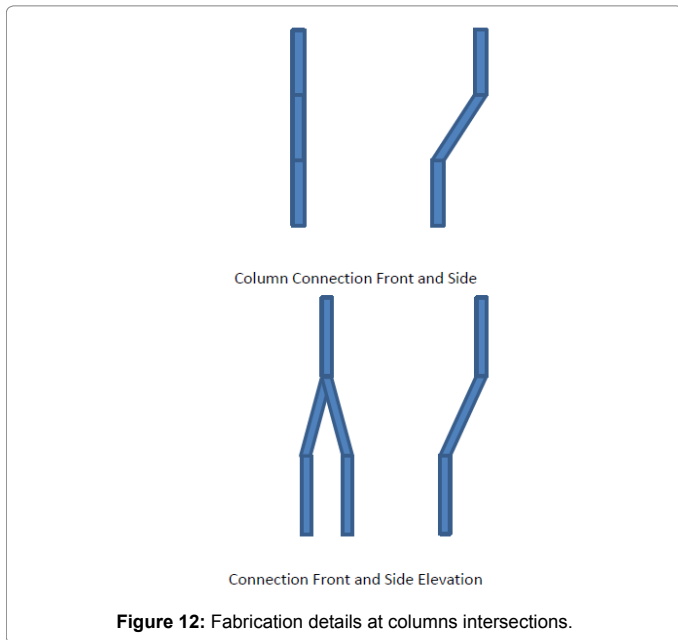 Column Connection Front and Side
Connection Front and Side Elevation
Figure 12: Fabrication details at columns intersections.